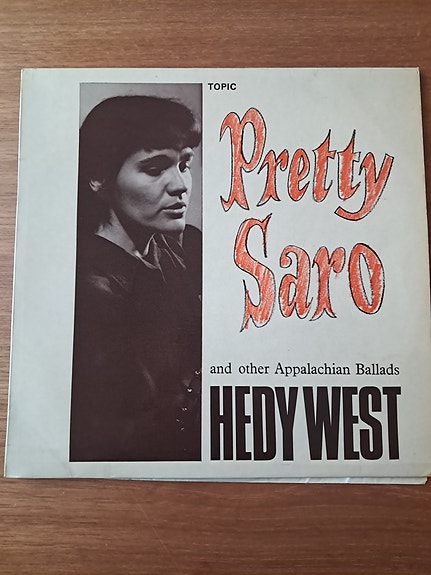 TOPIC
Pretty
Saro
and other Appalachian Ballads
HEDY WEST